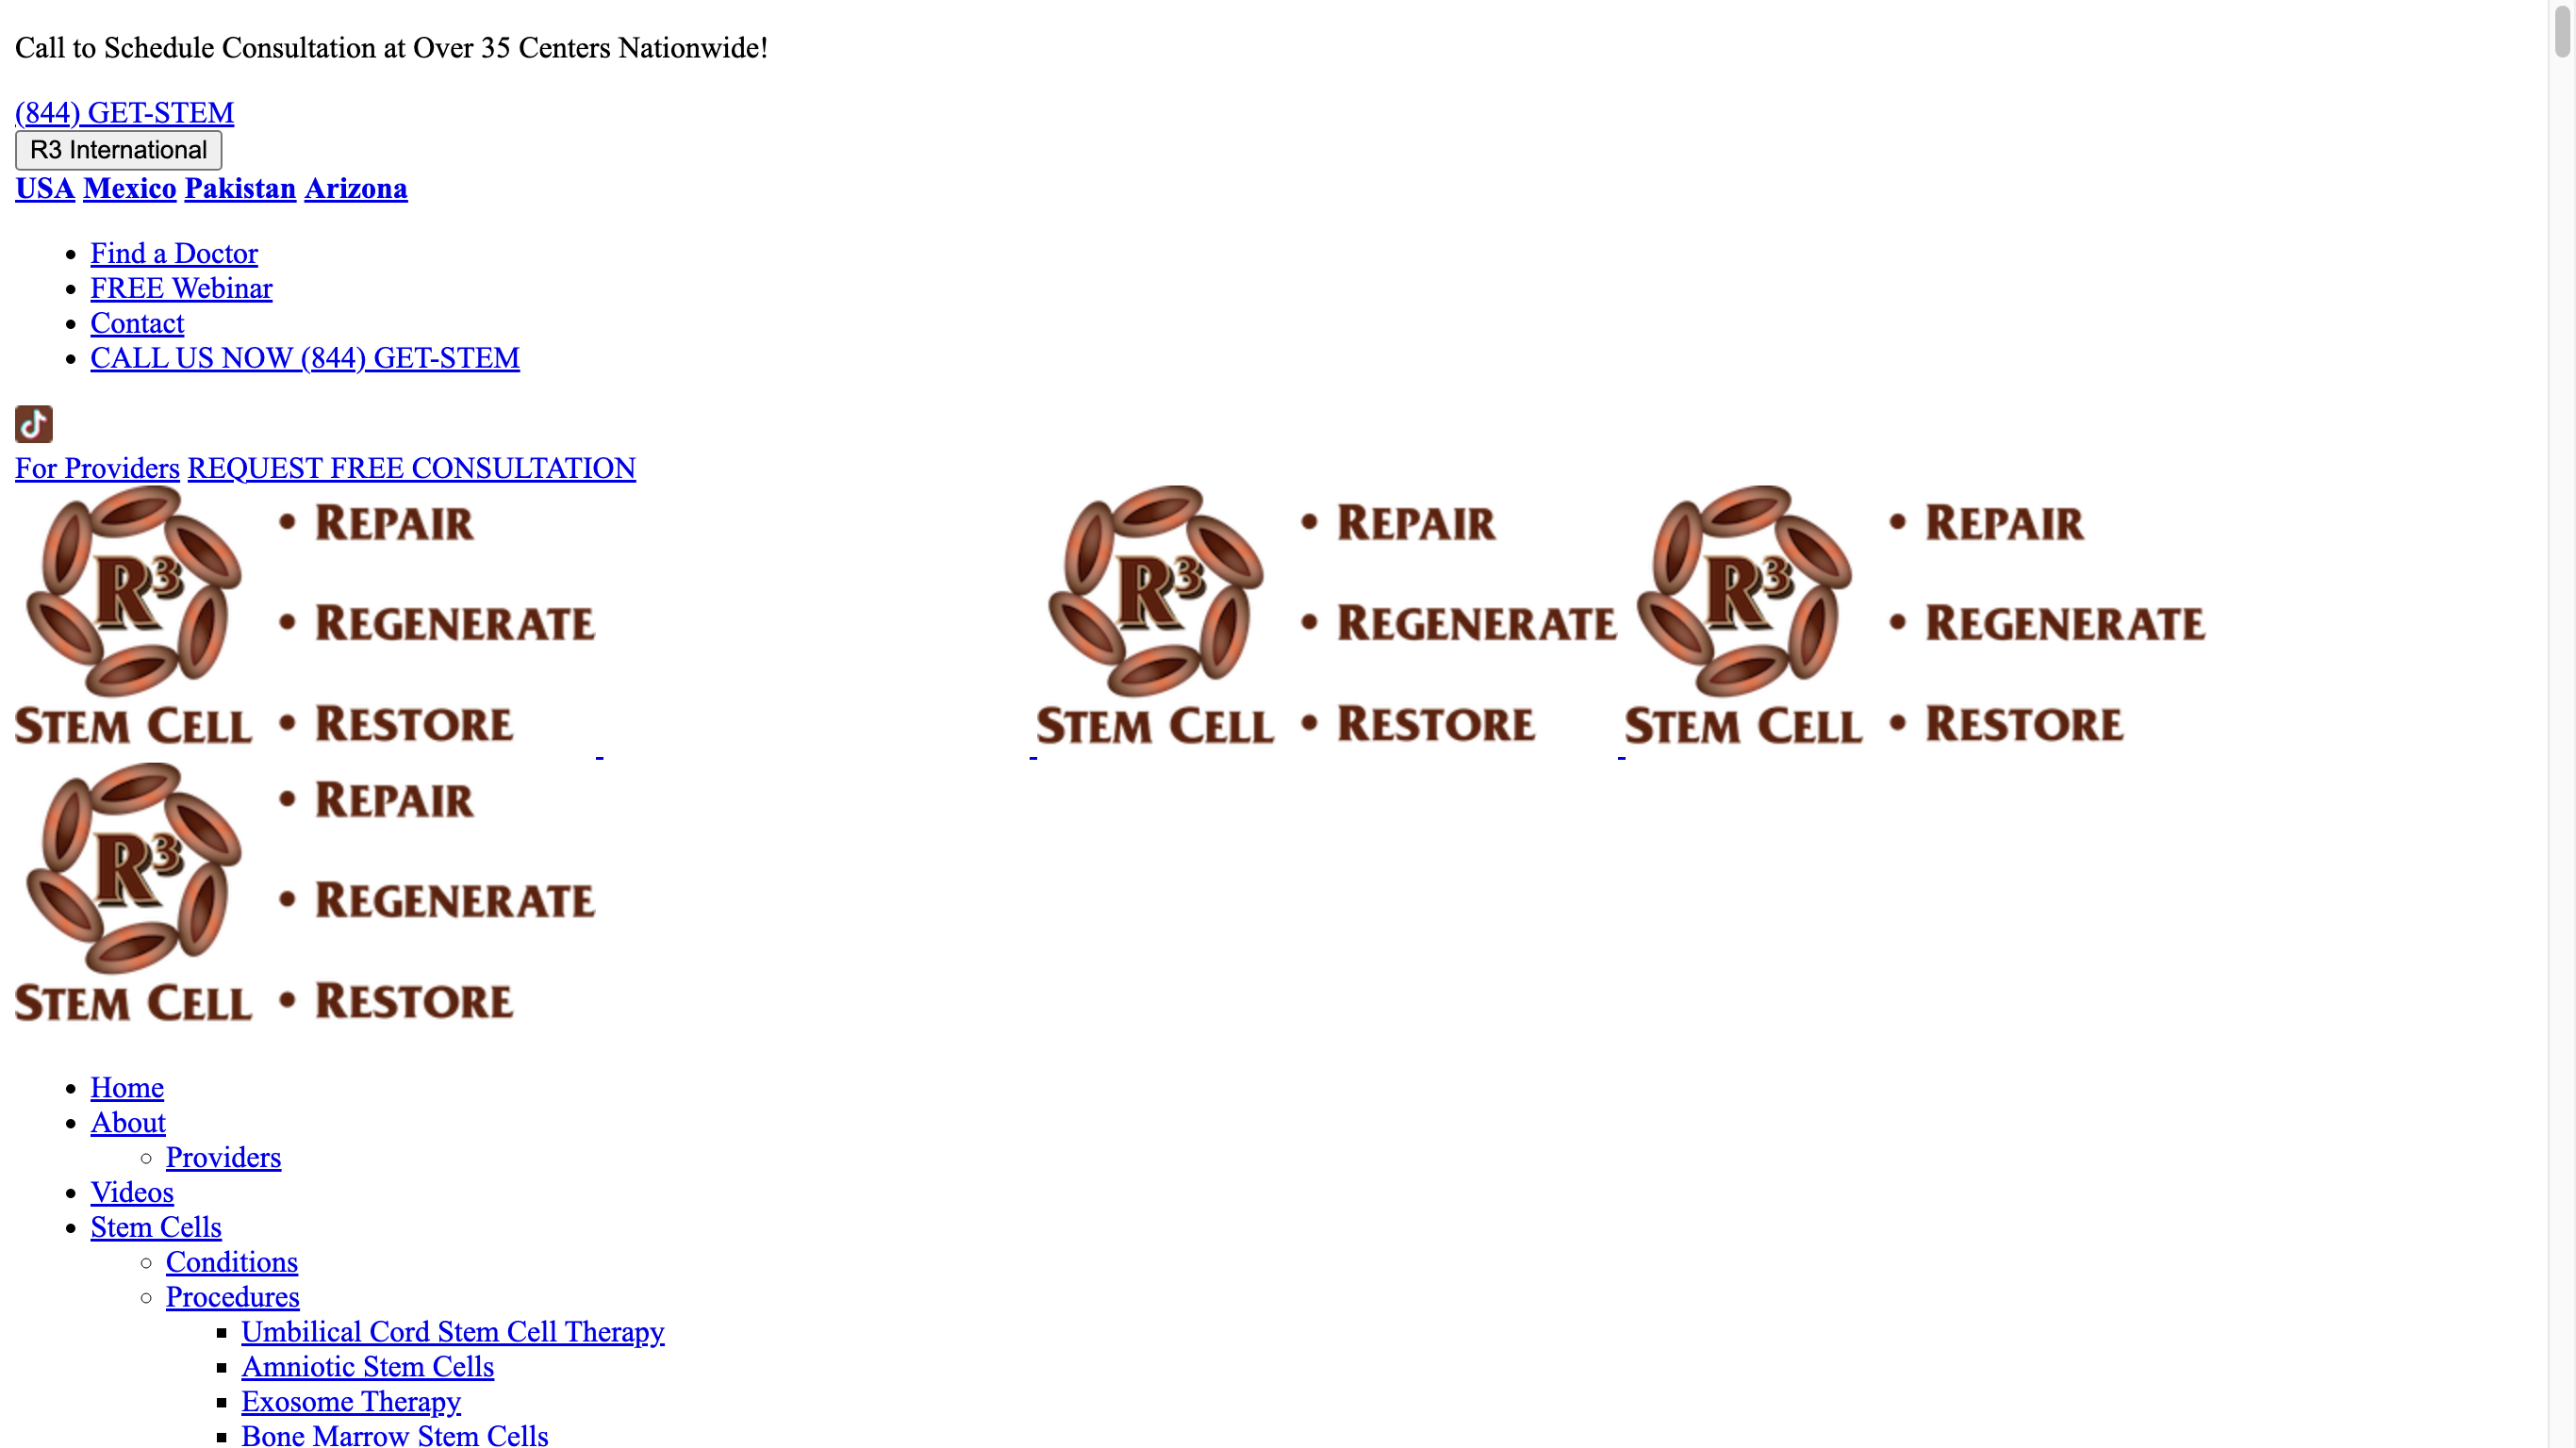 Call to Schedule Consultation at Over 35 Centers Nationwide!
(844) GET-STEM
R3 International
USA Mexico Pakistan Arizona
• Find a Doctor
• FREE Webinar
• Contact
• CALL US NOW (844) GET-STEM
For Providers REQUEST FREE CONSULTATION
R3
STEM CELL
• REPAIR
• REGENERATE
• RESTORE
R3
STEM CELL
• REPAIR
• REGENERATE
• RESTORE
R3
STEM CELL
• REPAIR
• REGENERATE
• RESTORE
R3
STEM CELL
• REPAIR
• REGENERATE
• RESTORE
• Home
• About
◦ Providers
• Videos
• Stem Cells
◦ Conditions
◦ Procedures
▪ Umbilical Cord Stem Cell Therapy
▪ Amniotic Stem Cells
▪ Exosome Therapy
▪ Bone Marrow Stem Cells